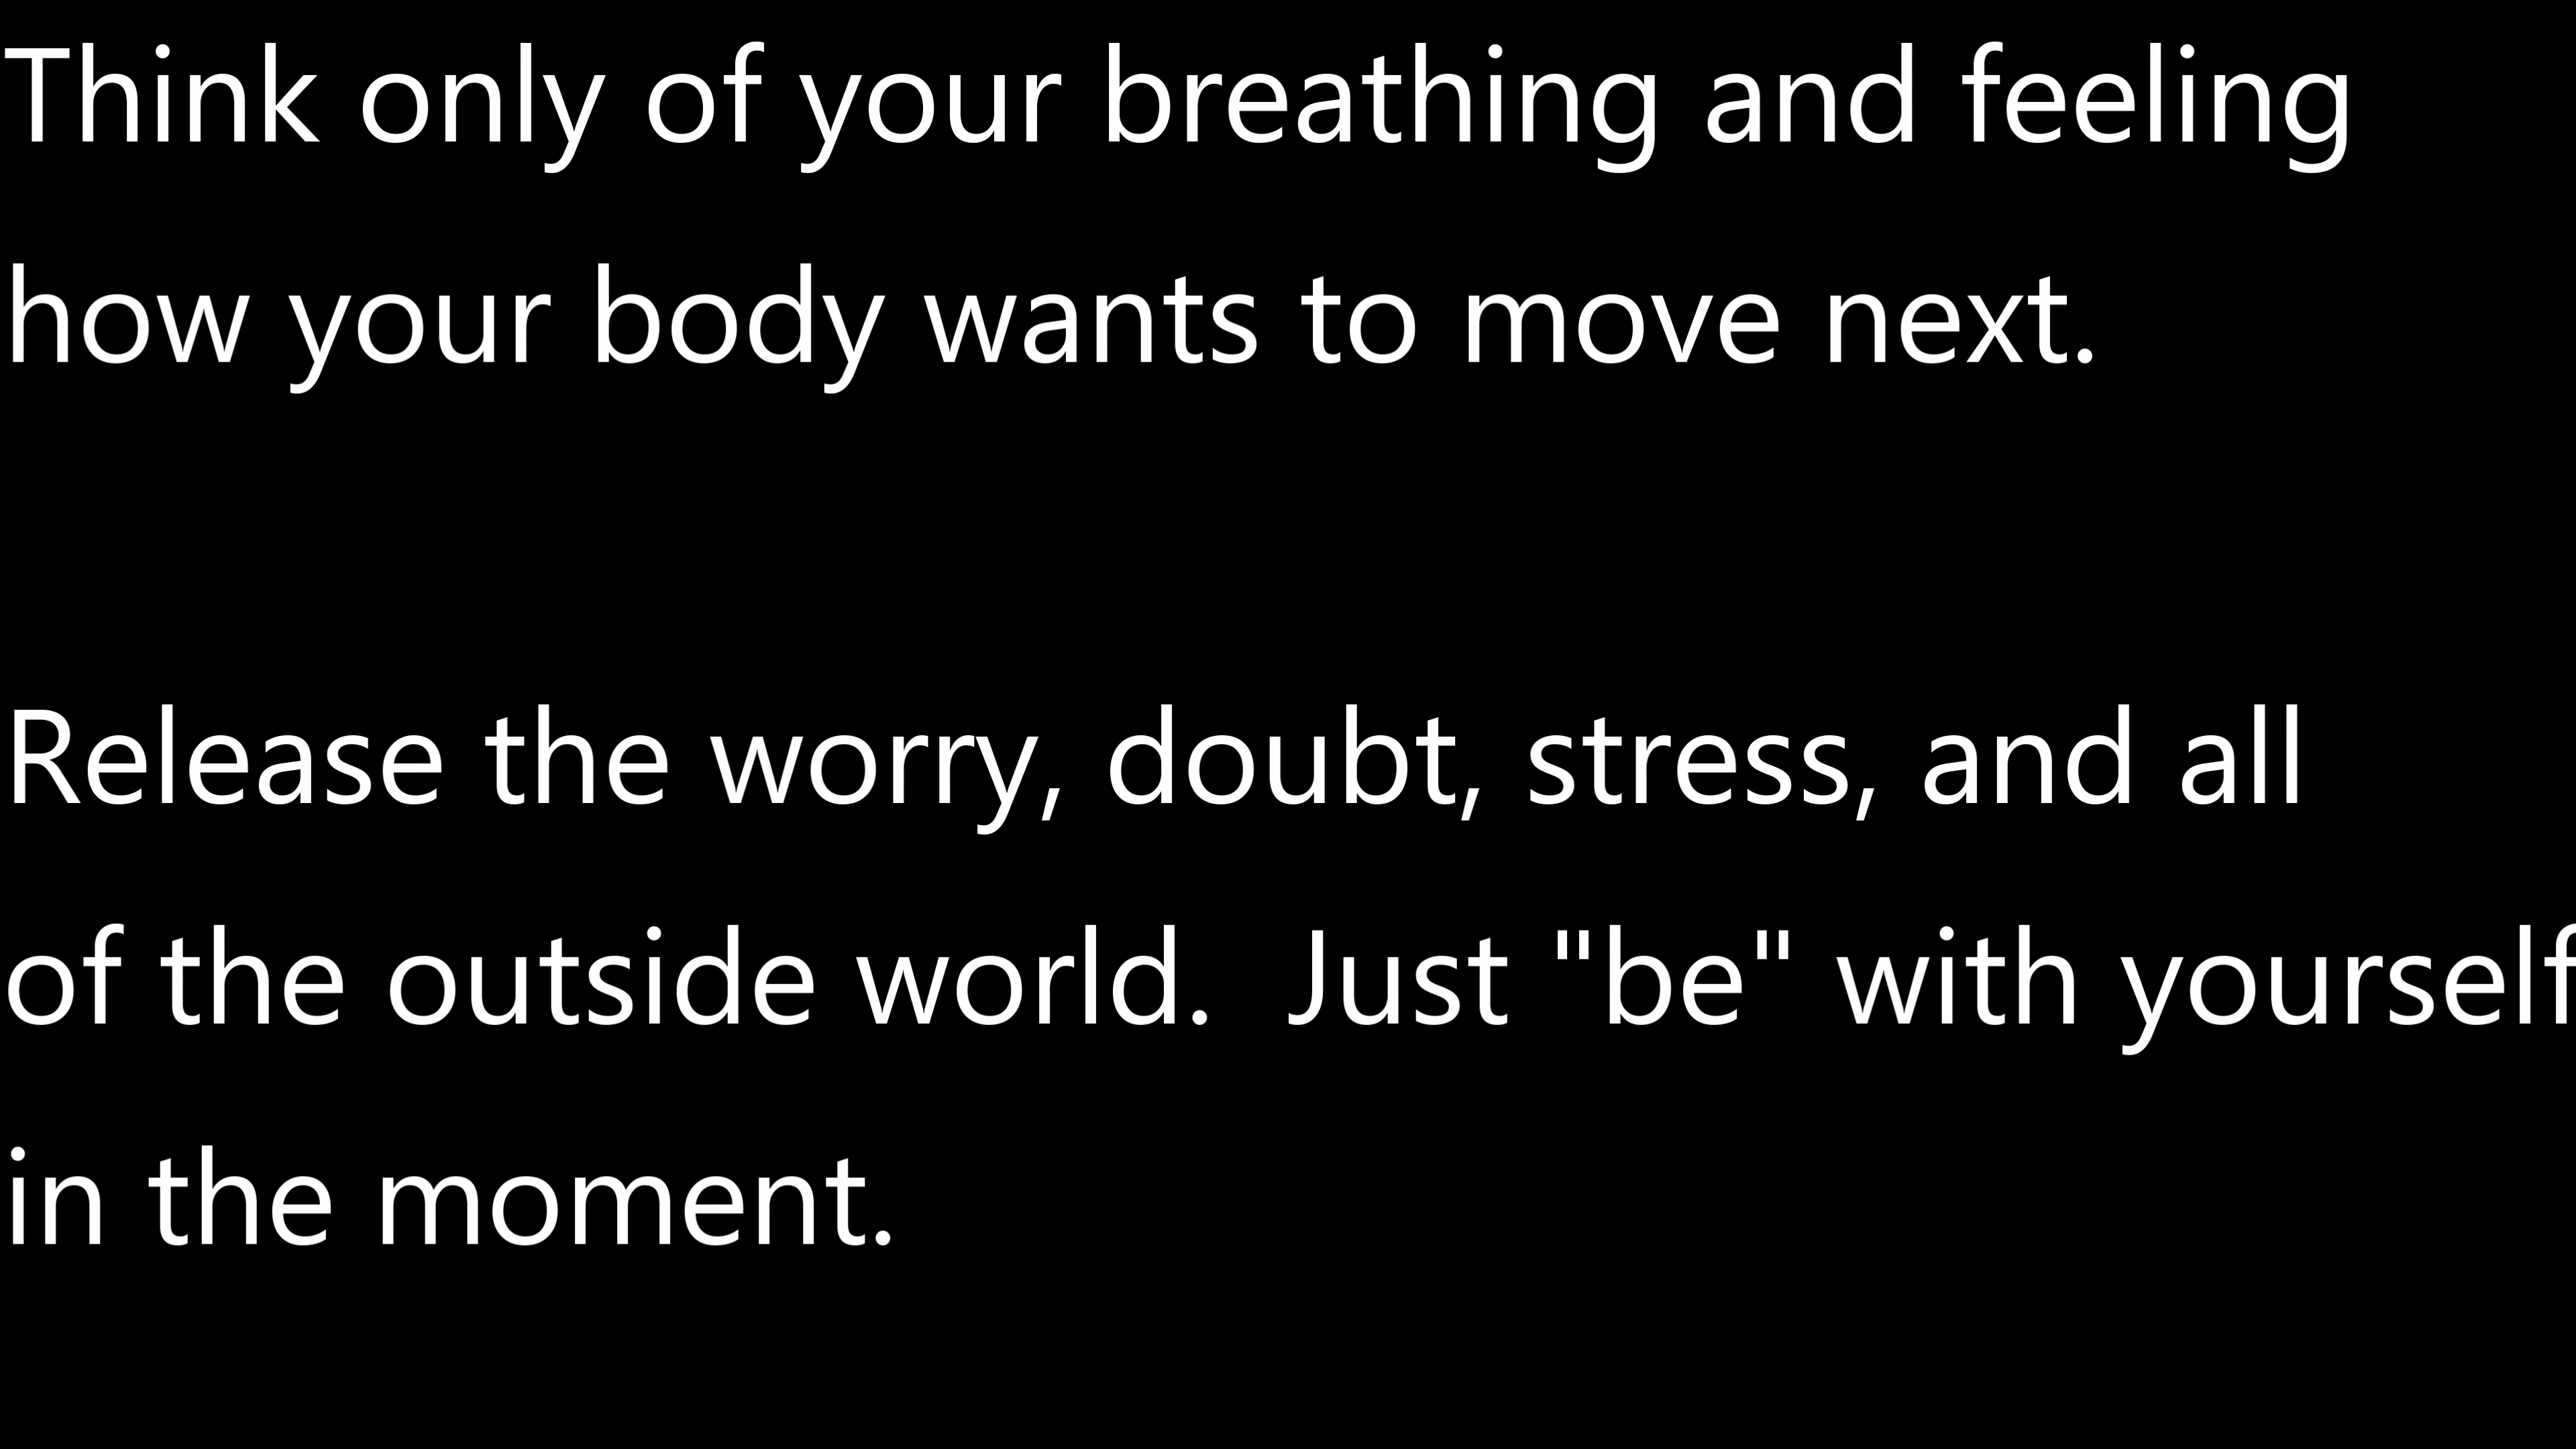 Think only of your breathing and feeling
how your body wants to move next.
Release the worry, doubt, stress, and all
of the outside world.  Just "be" with yourself
in the moment.